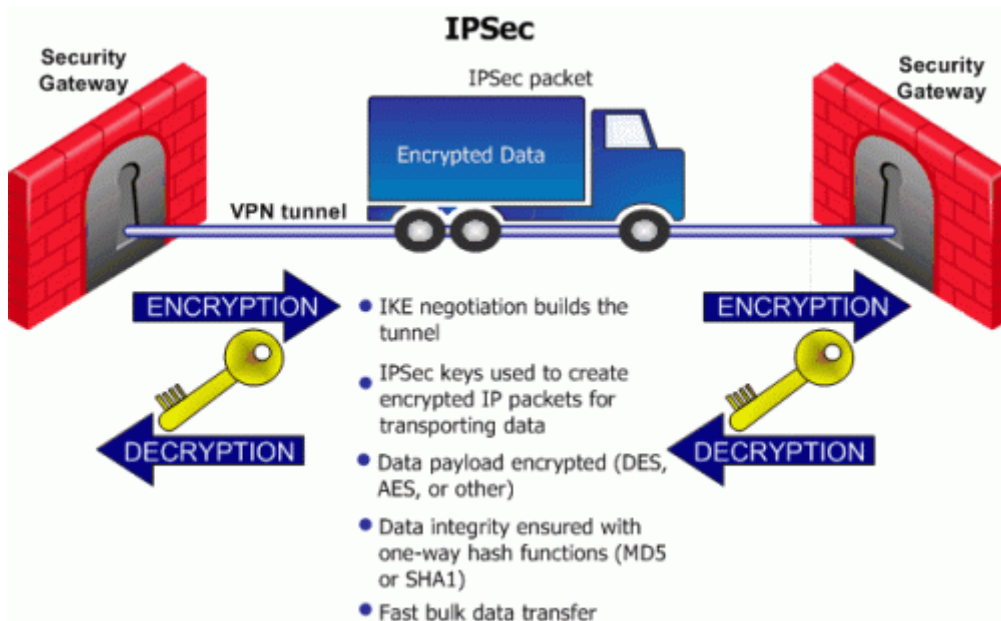 IPSec
Security
Gateway
IPSec packet
Security
Gateway
Encrypted Data
VPN tunnel
ENCRYPTION
DECRYPTION
• IKE negotiation builds the
tunnel
• IPSec keys used to create
encrypted IP packets for
transporting data
• Data payload encrypted (DES,
AES, or other)
• Data integrity ensured with
one-way hash functions (MD5
or SHA1)
• Fast bulk data transfer
ENCRYPTION
DECRYPTION